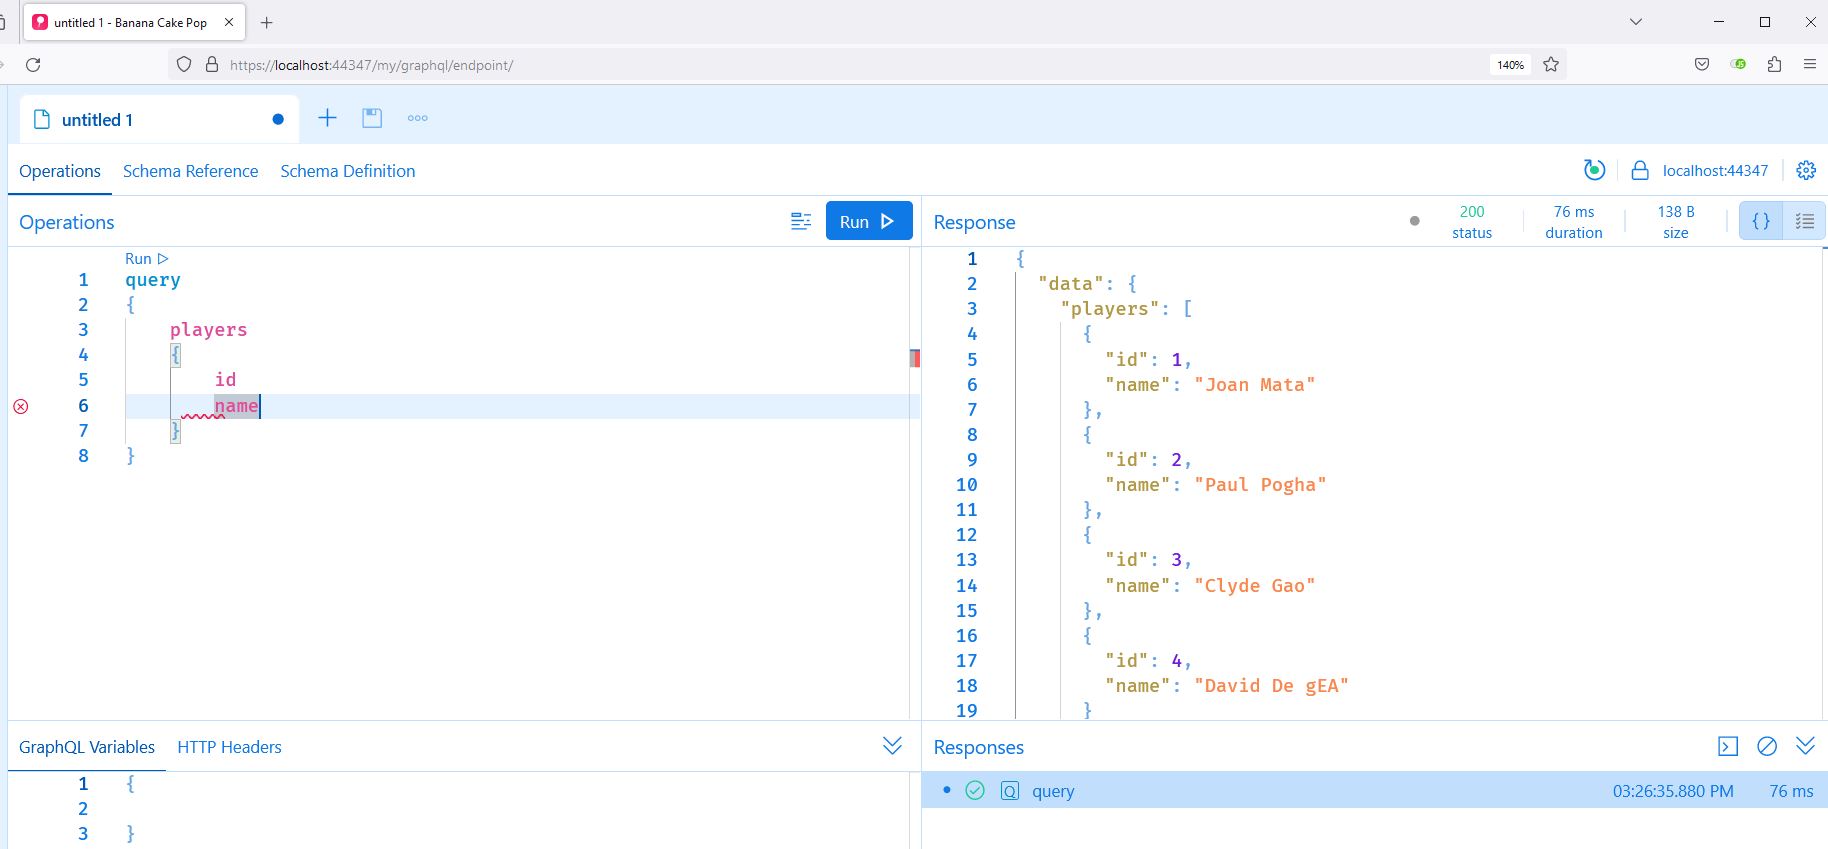 untitled 1 - Banana Cake Pop
https://localhost:44347/my/graphql/endpoint/
140%
JS
untitled 1
Operations Schema Reference Schema Definition
localhost:44347
Operations
Run
Response
200 status
76 ms duration
138 B size
{ }
Run
1 query
2 {
3 players
4 {
5 id
6 name
7 }
8 }
1 {
2 "data": {
3 "players": [
4 {
5 "id": 1,
6 "name": "Joan Mata"
7 },
8 {
9 "id": 2,
10 "name": "Paul Pogha"
11 },
12 {
13 "id": 3,
14 "name": "Clyde Gao"
15 },
16 {
17 "id": 4,
18 "name": "David De gEA"
19 }
GraphQL Variables HTTP Headers
1 {
2
3 }
Responses
Q query 03:26:35.880 PM 76 ms